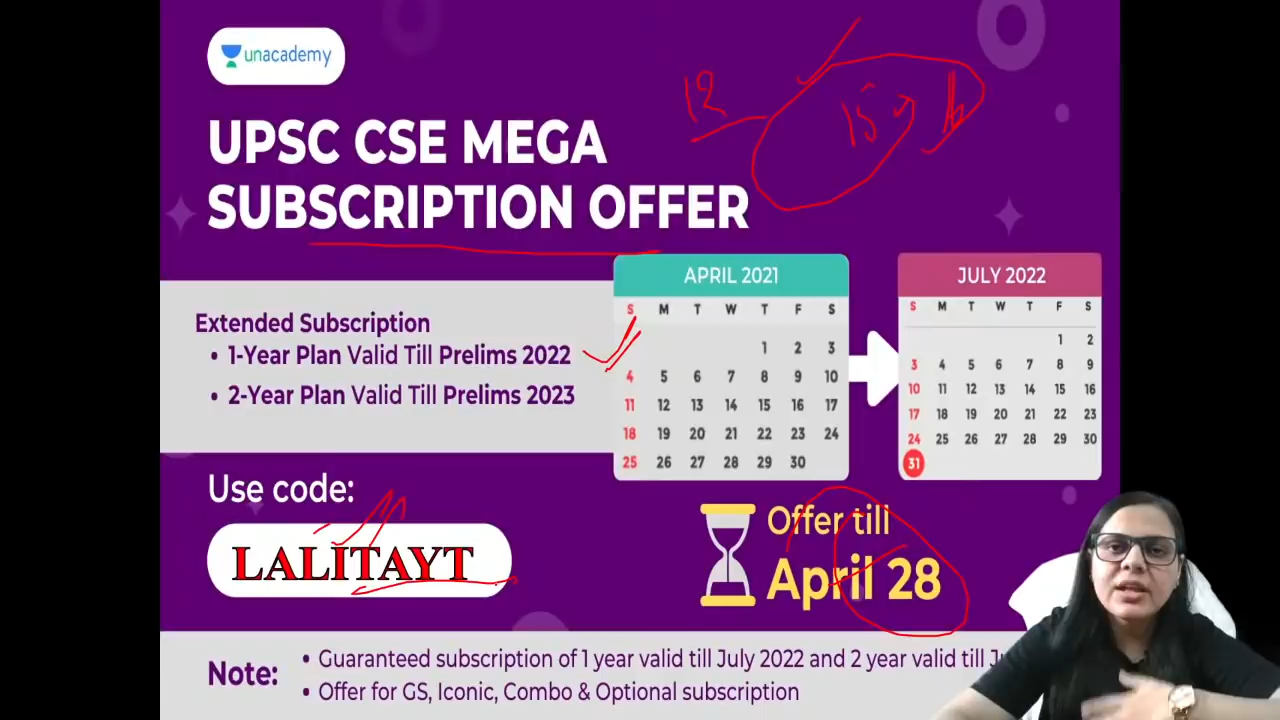 unacademy
12
15
UPSC CSE MEGA
SUBSCRIPTION OFFER
Extended Subscription
• 1-Year Plan Valid Till Prelims 2022
• 2-Year Plan Valid Till Prelims 2023
APRIL 2021
S M T W T F S
1 2 3
4 5 6 7 8 9 10
11 12 13 14 15 16 17
18 19 20 21 22 23 24
25 26 27 28 29 30
JULY 2022
S M T W T F S
1 2
3 4 5 6 7 8 9
10 11 12 13 14 15 16
17 18 19 20 21 22 23
24 25 26 27 28 29 30
31
Use code:
LALITAYT
Offer till
April 28
Note:
• Guaranteed subscription of 1 year valid till July 2022 and 2 year valid till
• Offer for GS, Iconic, Combo & Optional subscription